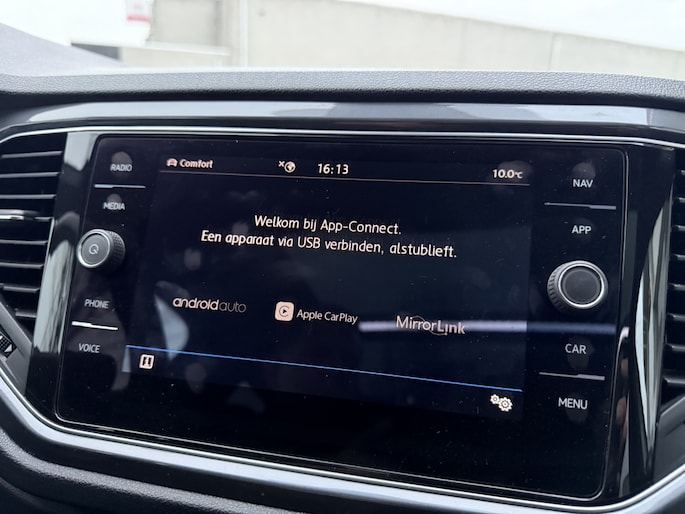 RADIO
Comfort
16:13
10.0°C
NAV
MEDIA
APP
Welkom bij App-Connect.
Een apparaat via USB verbinden, alstublieft.
PHONE
androidauto
Apple CarPlay
MirrorLink
VOICE
CAR
MENU